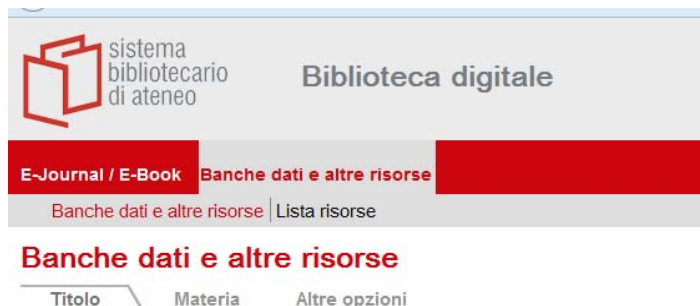 sistema
bibliotecario
di ateneo
Biblioteca digitale
E-Journal / E-Book Banche dati e altre risorse
Banche dati e altre risorse Lista risorse
Banche dati e altre risorse
Titolo Materia Altre opzioni